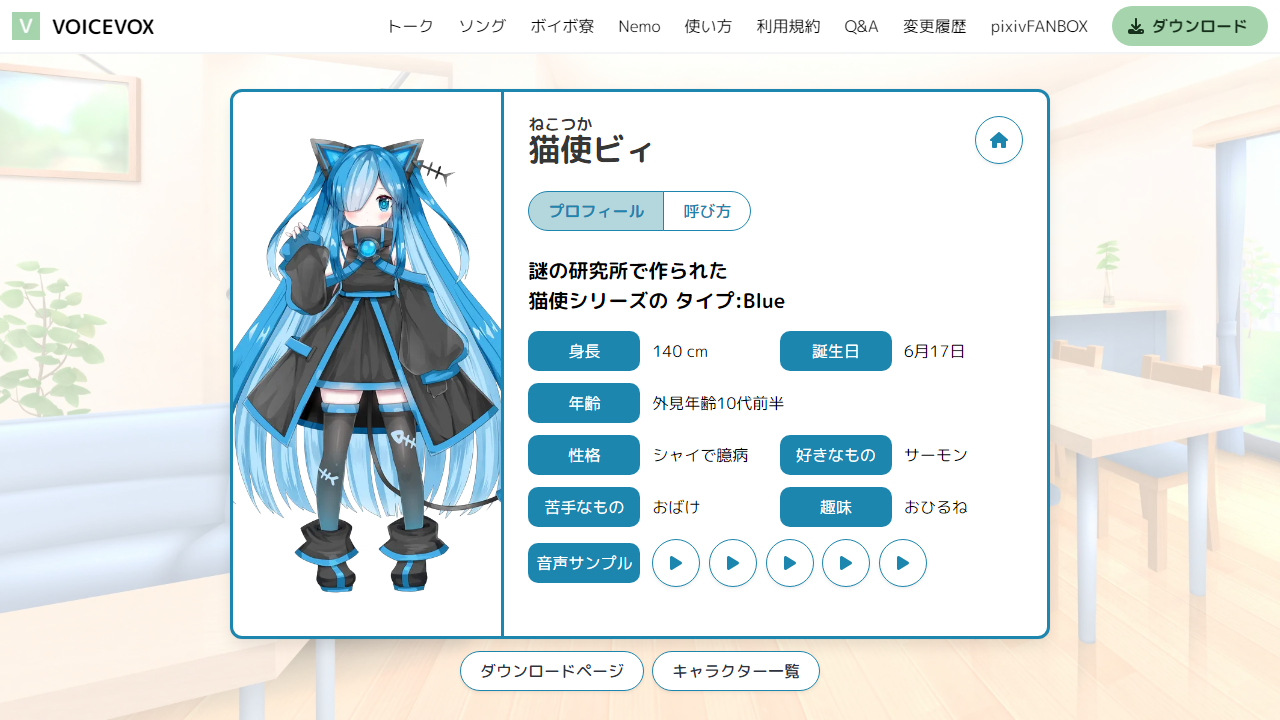 V VOICEVOX トーク ソング ボイボ寮 Nemo 使い方 利用規約 Q&A 変更履歴 pixivFANBOX ダウンロード
ねこつか
猫使ビィ
プロフィール 呼び方
謎の研究所で作られた
猫使シリーズの タイプ:Blue
身長 140 cm 誕生日 6月17日
年齢 外見年齢10代前半
性格 シャイで臆病 好きなもの サーモン
苦手なもの おばけ 趣味 おひるね
音声サンプル
ダウンロードページ キャラクター一覧